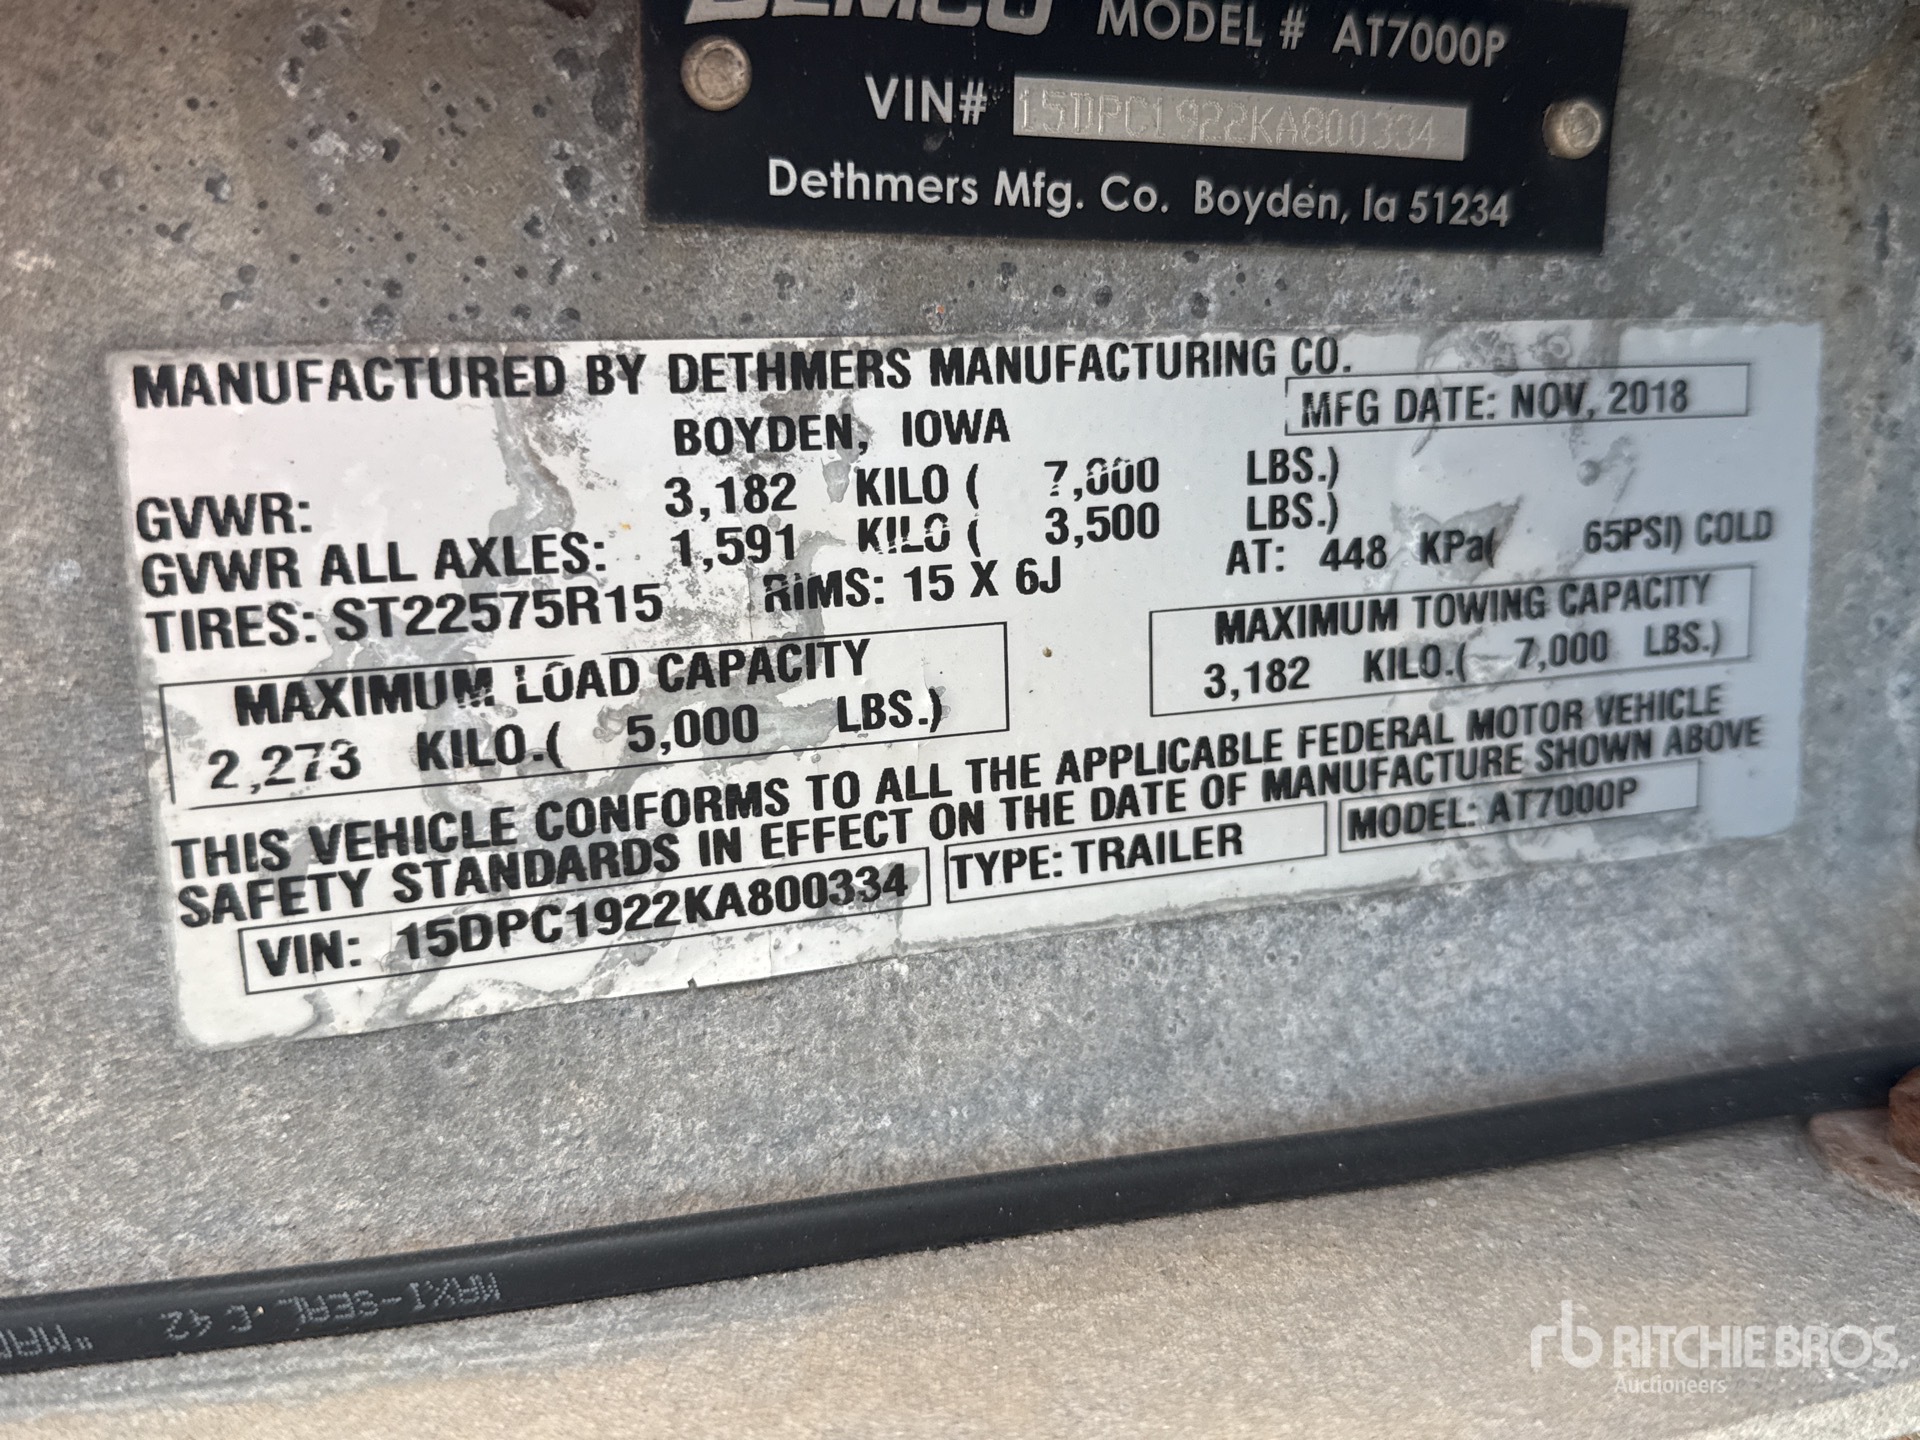 DEMCO MODEL # AT7000P
VIN# 15DPC1922KA800334
Dethmers Mfg. Co. Boyden, Ia 51234
MANUFACTURED BY DETHMERS MANUFACTURING CO.
BOYDEN, IOWA
MFG DATE: NOV, 2018
GVWR: 3,182 KILO ( 7,000 LBS.)
GVWR ALL AXLES: 1,591 KILO ( 3,500 LBS.)
TIRES: ST22575R15 RIMS: 15 X 6J AT: 448 KPa( 65PSI) COLD
MAXIMUM LOAD CAPACITY
2,273 KILO.( 5,000 LBS.)
MAXIMUM TOWING CAPACITY
3,182 KILO.( 7,000 LBS.)
THIS VEHICLE CONFORMS TO ALL THE APPLICABLE FEDERAL MOTOR VEHICLE
SAFETY STANDARDS IN EFFECT ON THE DATE OF MANUFACTURE SHOWN ABOVE
VIN: 15DPC1922KA800334 TYPE: TRAILER MODEL: AT7000P
MAXI-SEAL C 42
rb RITCHIE BROS.
Auctioneers